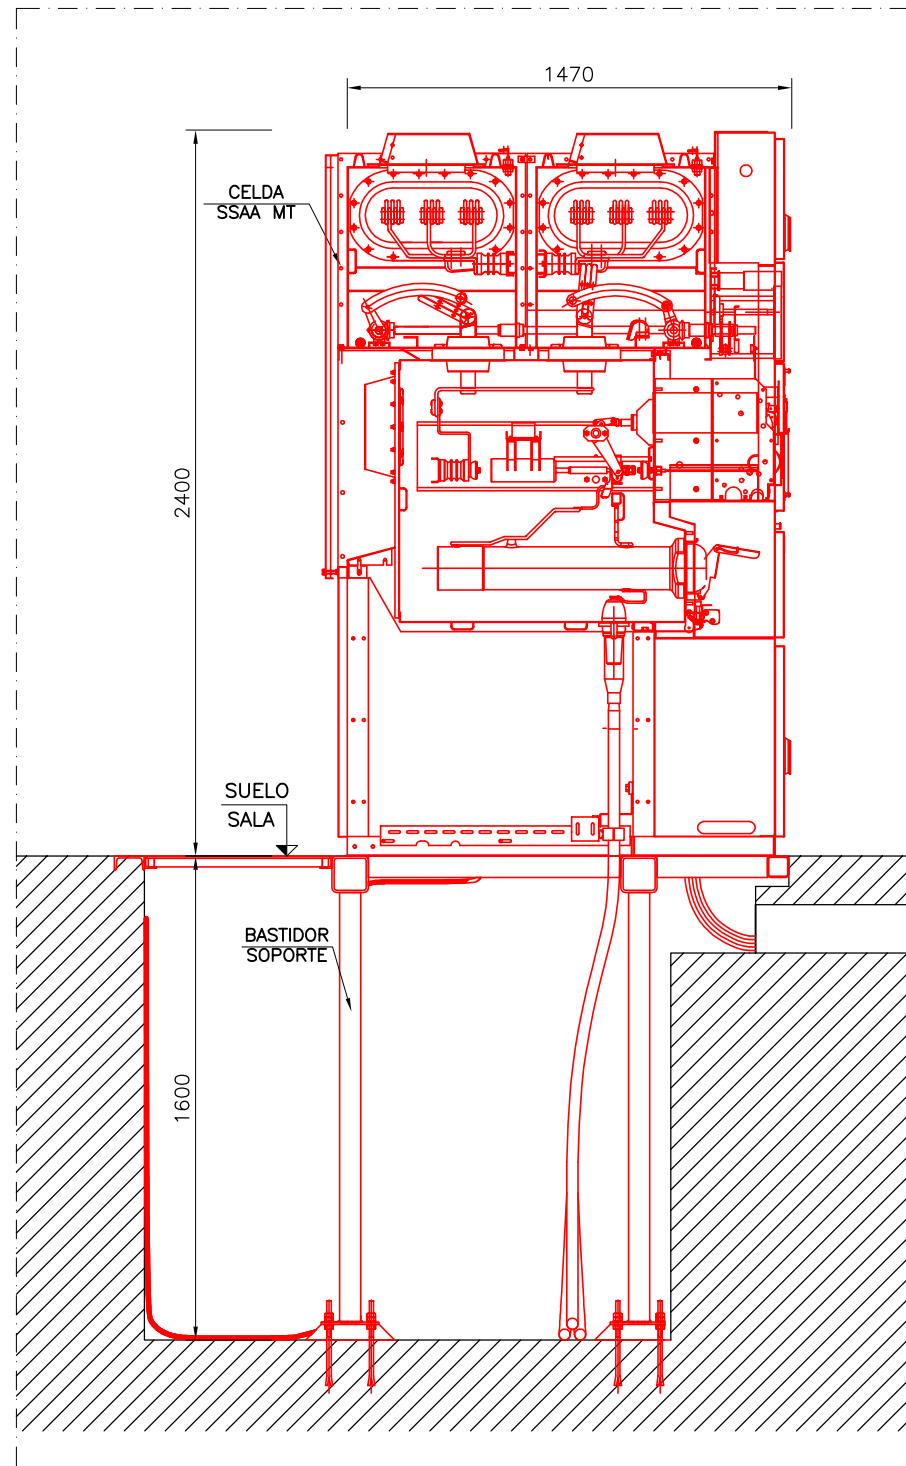 1470
CELDA
SSAA MT
2400
SUELO
SALA
BASTIDOR
SOPORTE
1600